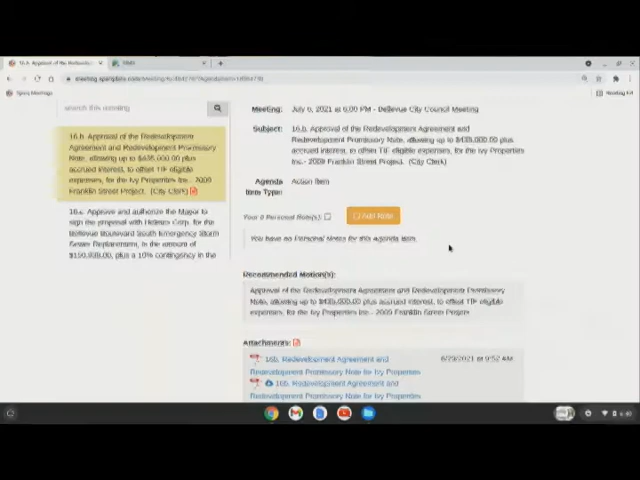 search this meeting
16.b. Approval of the Redevelopment
Agreement and Redevelopment Promissory
Note, allowing up to $435,000.00 plus
accrued interest, to offset TIF eligible
expenses, for the Ivy Properties Inc.- 2009
Franklin Street Project. (City Clerk)
16.c. Approve and authorize the Mayor to
sign the proposal with
Corp. for the
Bellevue Boulevard South Emergency Storm
Sewer Replacement, in the amount of
plus a 10% contingency in the
Meeting: July 6, 2021 at 6:00 PM - Bellevue City Council Meeting
Subject: 16.b. Approval of the Redevelopment Agreement and
Redevelopment Promissory Note, allowing up to $435,000.00 plus
accrued interest, to offset TIF eligible expenses, for the Ivy Properties
Inc.- 2009 Franklin Street Project. (City Clerk)
Agenda Item Type: Action Item
Your 0 Personal Note(s):
Add Note
You have no Personal Notes for this agenda item.
Recommended Motion(s):
Approval of the Redevelopment Agreement and Redevelopment Promissory
Note, allowing up to $435,000.00 plus accrued interest, to offset TIF eligible
expenses, for the Ivy Properties Inc.- 2009 Franklin Street Project
Attachments:
16b. Redevelopment Agreement and
Redevelopment Promissory Note for Ivy Properties
6/29/2021 at 9:52 AM
16b. Redevelopment Agreement and
Redevelopment Promissory Note for Ivy Properties